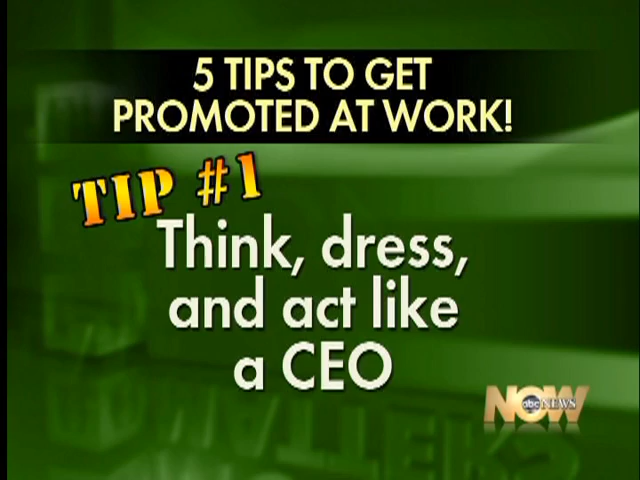 5 TIPS TO GET
PROMOTED AT WORK!
TIP #1
Think, dress,
and act like
a CEO
NOW
abc NEWS